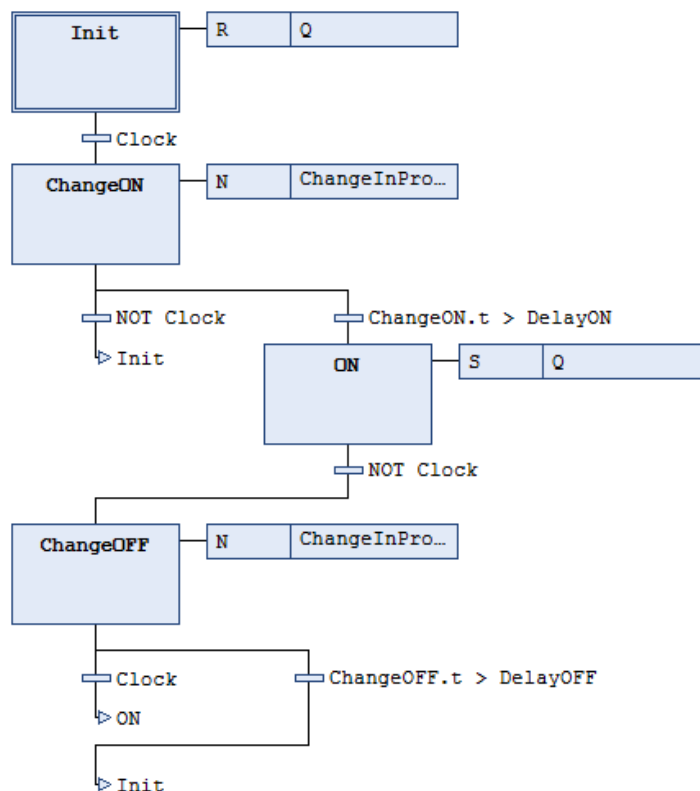 Init R Q
Clock
ChangeON N ChangeInPro...
NOT Clock ChangeON.t > DelayON
Init
ON S Q
NOT Clock
ChangeOFF N ChangeInPro...
Clock ChangeOFF.t > DelayOFF
ON
Init